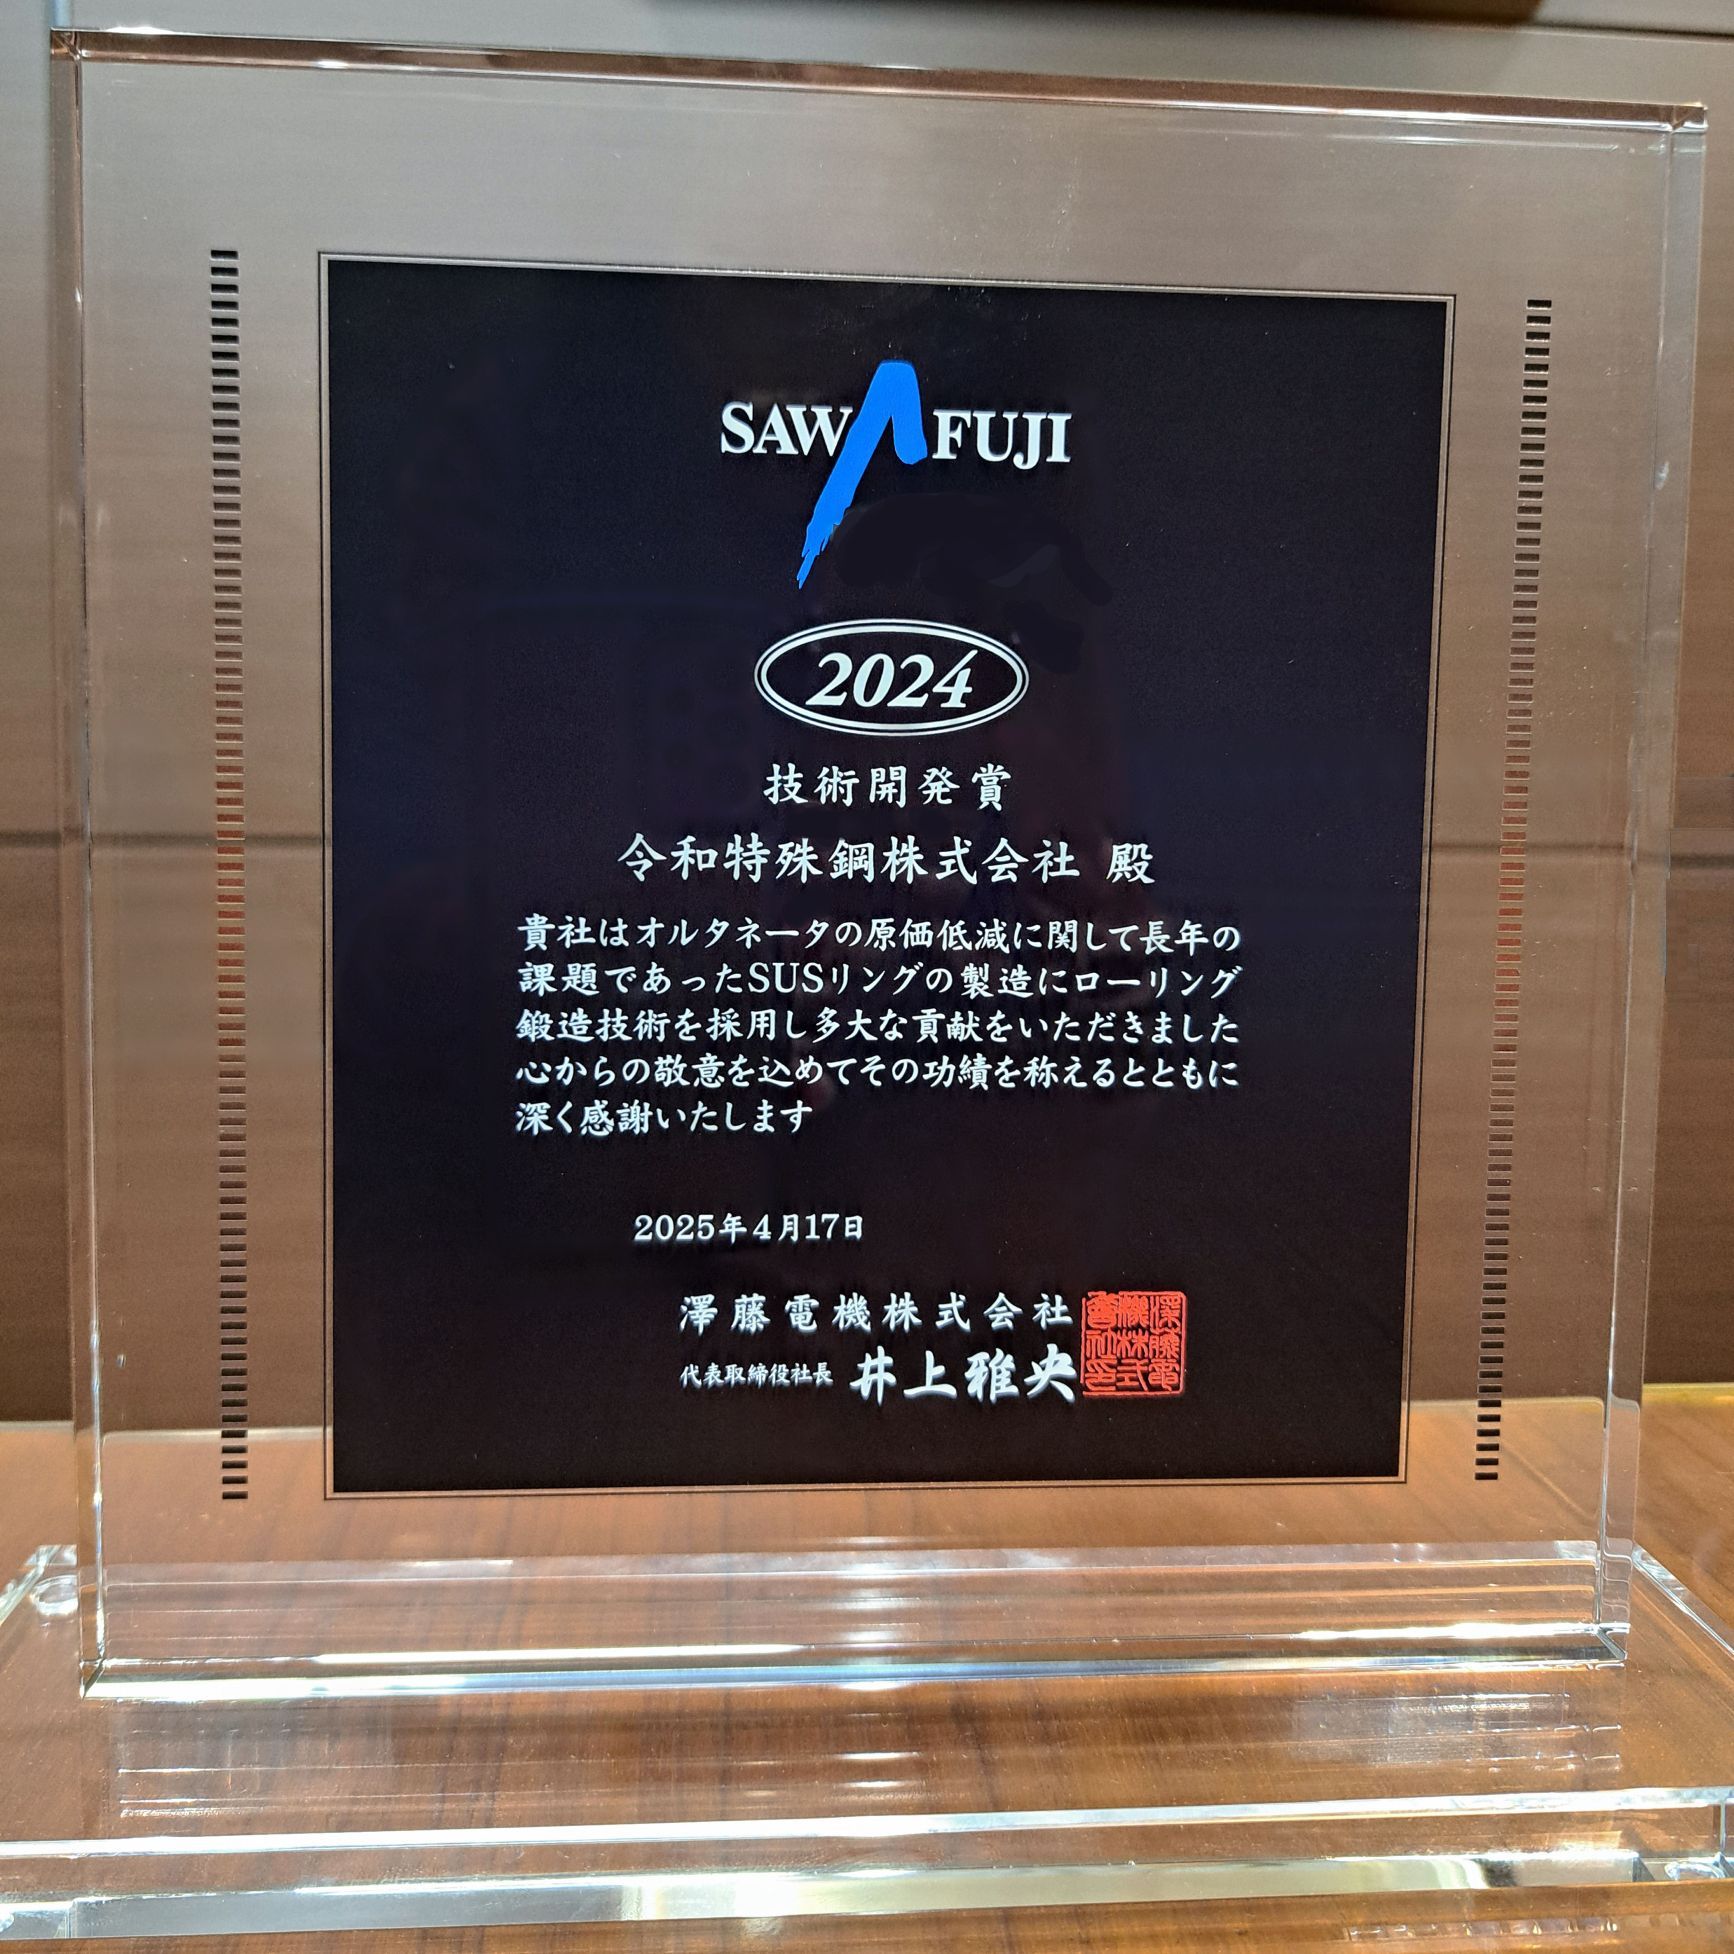 SAWAFUJI
2024
技術開発賞
令和特殊鋼株式会社 殿
貴社はオルタネータの原価低減に関して長年の
課題であったSUSリングの製造にローリング
鍛造技術を採用し多大な貢献をいただきました
心からの敬意を込めてその功績を称えるとともに
深く感謝いたします
2025年4月17日
澤藤電機株式会社
代表取締役社長 井上雅央